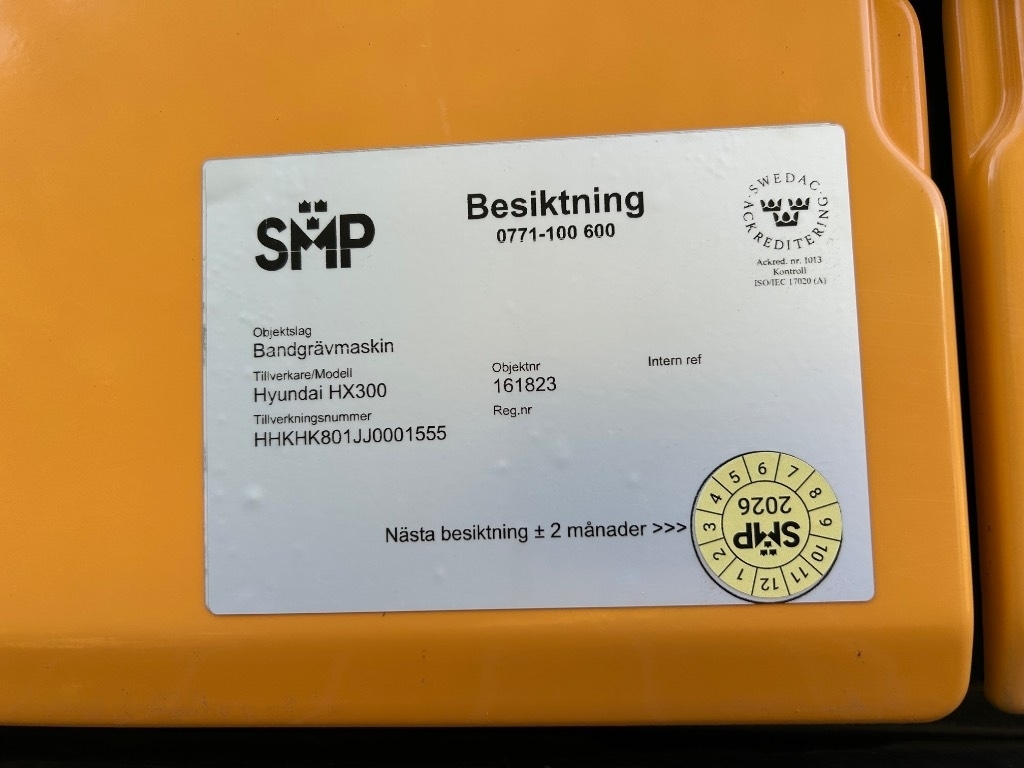 SMP
Besiktning
0771-100 600
SWEDAC
ACKREDITERING
Ackred. nr. 1013
Kontroll
ISO/IEC 17020 (A)
Objektslag
Bandgrävmaskin
Tillverkare/Modell
Hyundai HX300
Tillverkningsnummer
HHKHK801JJ0001555
Objektnr
161823
Reg.nr
Intern ref
Nästa besiktning ± 2 månader >>>
1 2 3 4 5 6 7 8 9 10 11 12
SMP
2026